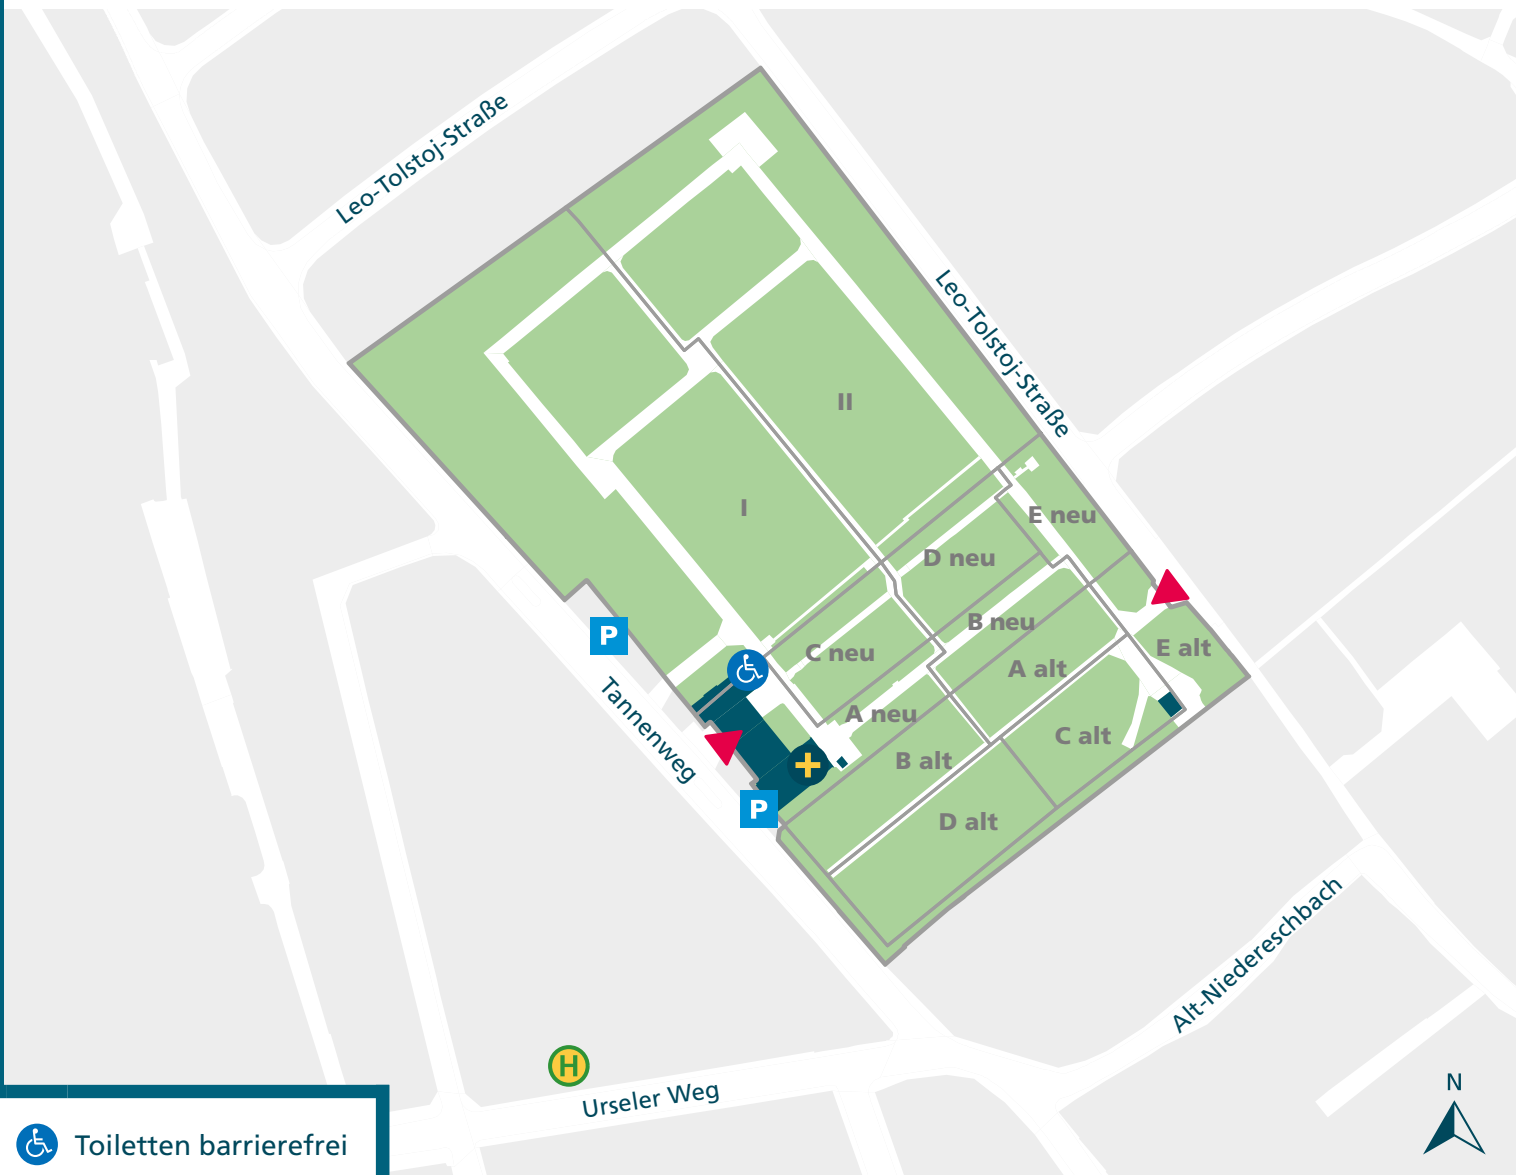 Leo-Tolstoj-Straße
Leo-Tolstoj-Straße
II
I
E neu
D neu
B neu
C neu
A alt
E alt
A neu
C alt
B alt
D alt
P
Tannenweg
P
Alt-Niedereschbach
H
Urseler Weg
N
Toiletten barrierefrei